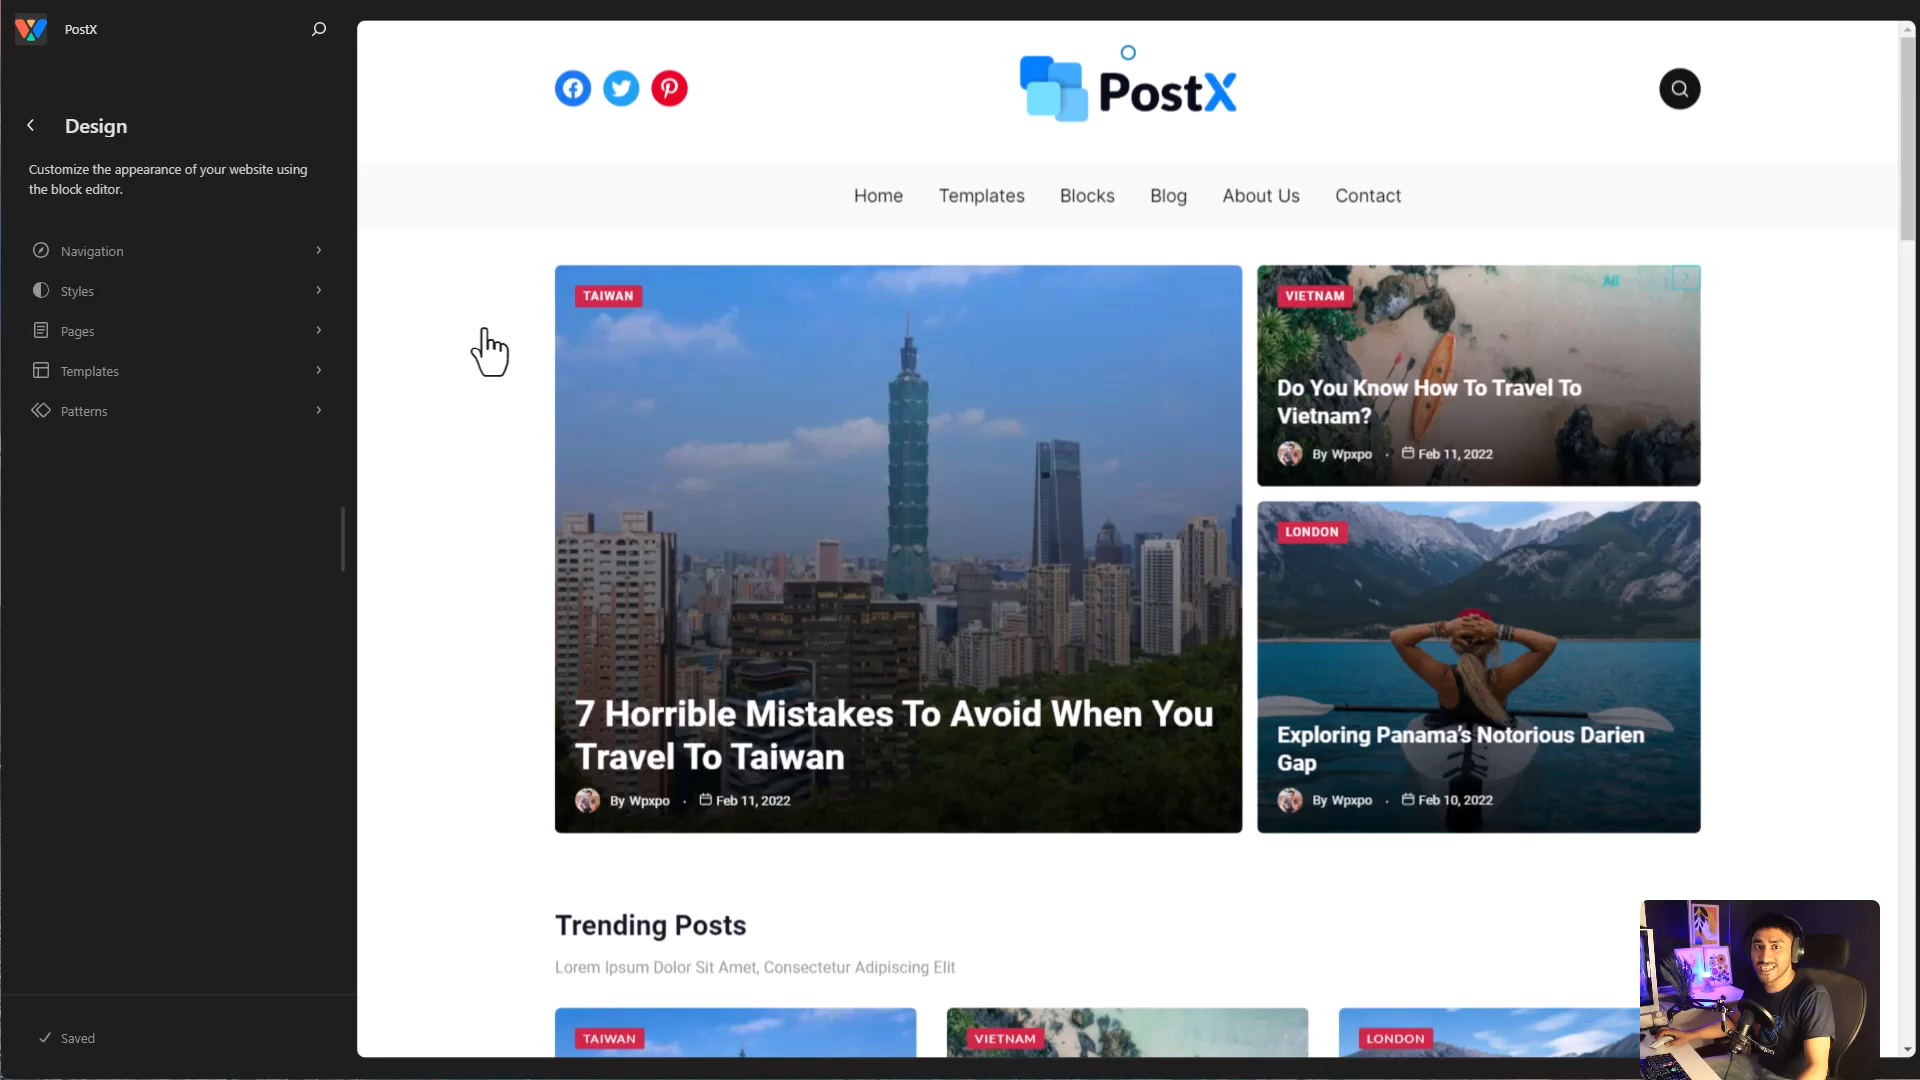 PostX
Design
Customize the appearance of your website using
the block editor.
Navigation
Styles
Pages
Templates
Patterns
Saved
PostX
Home Templates Blocks Blog About Us Contact
TAIWAN
7 Horrible Mistakes To Avoid When You
Travel To Taiwan
By Wpxpo · Feb 11, 2022
All
VIETNAM
Do You Know How To Travel To
Vietnam?
By Wpxpo · Feb 11, 2022
LONDON
Exploring Panama's Notorious Darien
Gap
By Wpxpo · Feb 10, 2022
Trending Posts
Lorem Ipsum Dolor Sit Amet, Consectetur Adipiscing Elit
TAIWAN
VIETNAM
LONDON